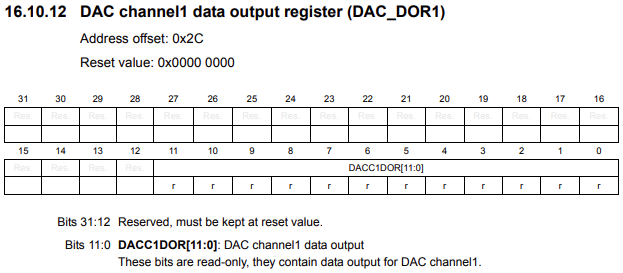 16.10.12 DAC channel1 data output register (DAC_DOR1)
Address offset: 0x2C
Reset value: 0x0000 0000
31 30 29 28 27 26 25 24 23 22 21 20 19 18 17 16
Res. Res. Res. Res. Res. Res. Res. Res. Res. Res. Res. Res. Res. Res. Res. Res.
15 14 13 12 11 10 9 8 7 6 5 4 3 2 1 0
Res. Res. Res. Res. DACC1DOR[11:0]
r r r r r r r r r r r r
Bits 31:12 Reserved, must be kept at reset value.
Bits 11:0 DACC1DOR[11:0]: DAC channel1 data output
These bits are read-only, they contain data output for DAC channel1.